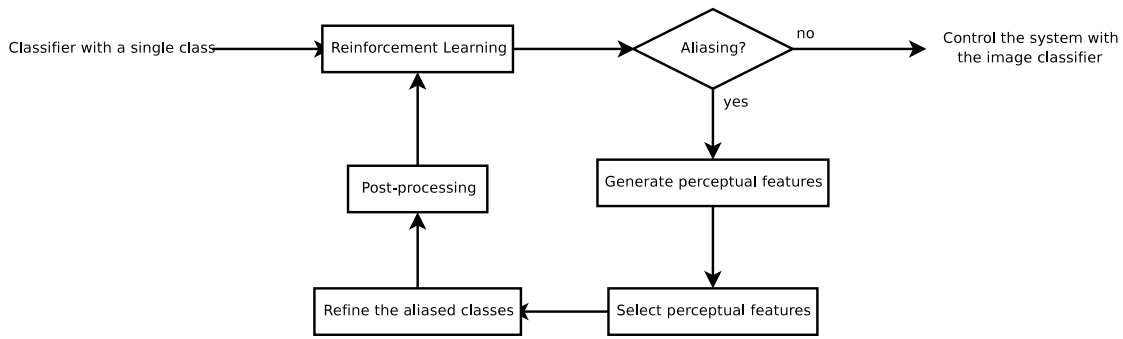 Classifier with a single class
Reinforcement Learning
Aliasing?
no
Control the system with
the image classifier
yes
Generate perceptual features
Post-processing
Refine the aliased classes
Select perceptual features